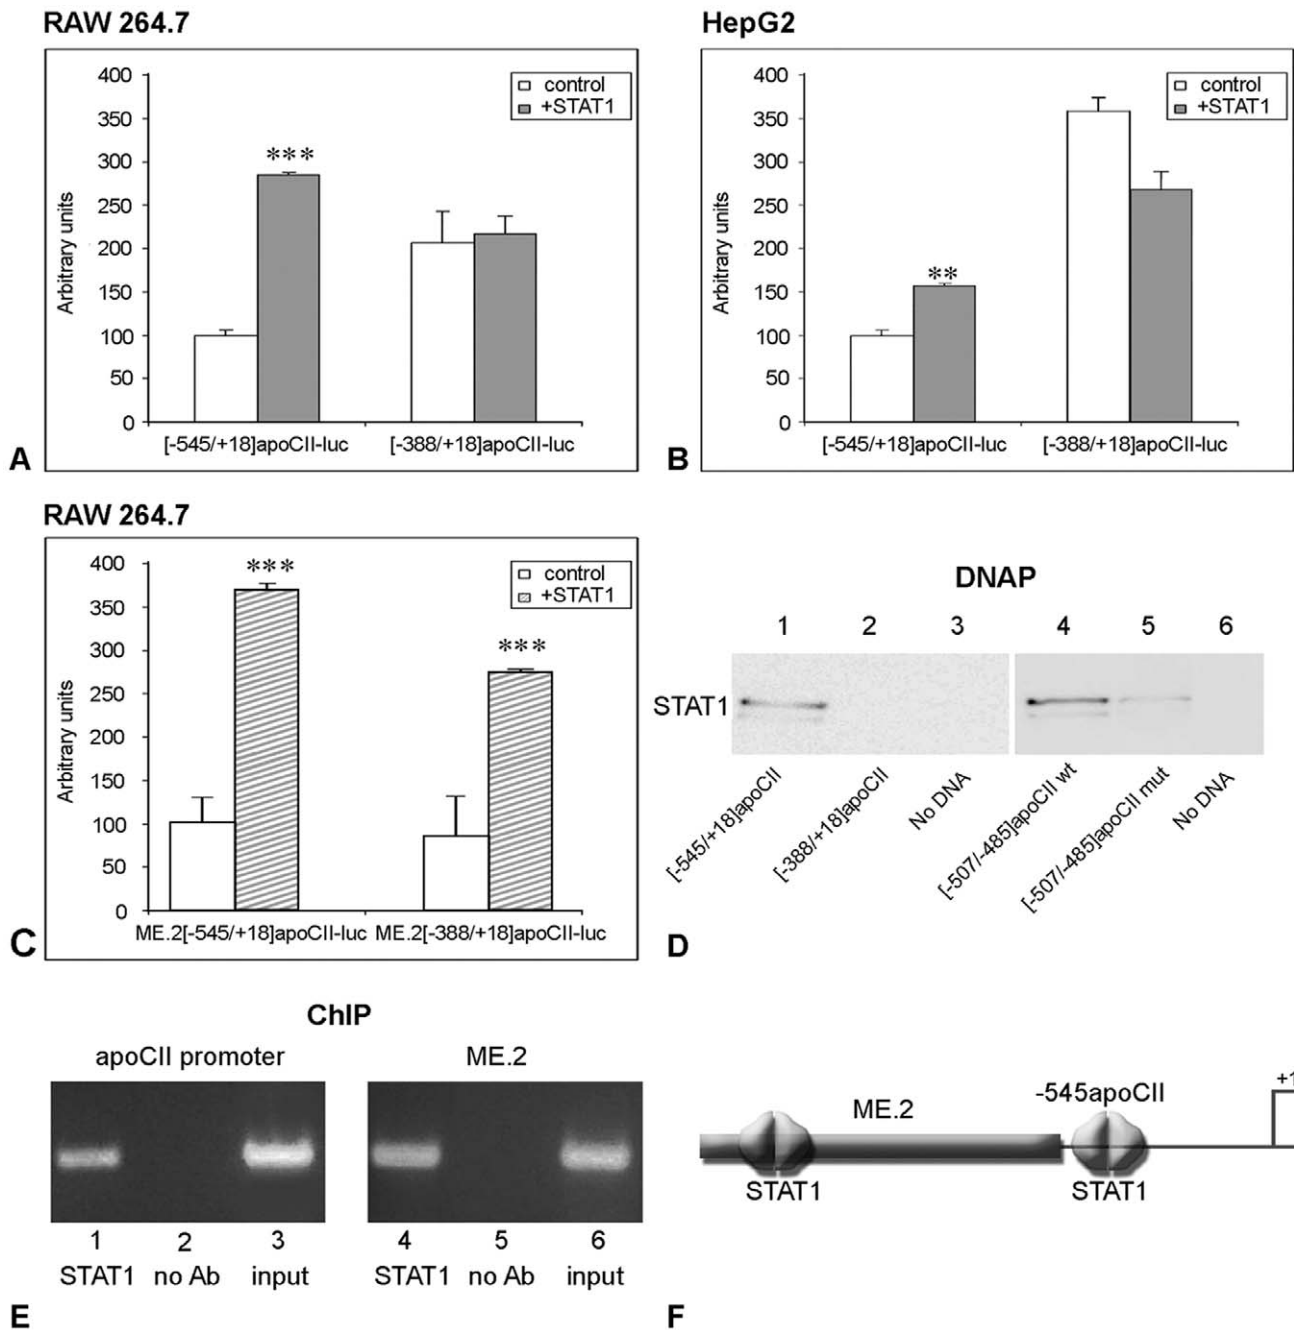 RAW 264.7
400
350
300
250
200
150
100
50
0
Arbitrary units
control
+STAT1
***
[-545/+18]apoCII-luc [-388/+18]apoCII-luc
A
HepG2
400
350
300
250
200
150
100
50
0
Arbitrary units
control
+STAT1
**
[-545/+18]apoCII-luc [-388/+18]apoCII-luc
B
RAW 264.7
400
350
300
250
200
150
100
50
0
Arbitrary units
control
+STAT1
***
***
ME.2[-545/+18]apoCII-luc ME.2[-388/+18]apoCII-luc
C
DNAP
1 2 3 4 5 6
STAT1
[-545/+18]apoCII
[-388/+18]apoCII
No DNA
[-507/-485]apoCII wt
[-507/-485]apoCII mut
No DNA
D
ChIP
apoCII promoter ME.2
1 2 3 4 5 6
STAT1 no Ab input STAT1 no Ab input
E
-545apoCII
+1
ME.2
STAT1 STAT1
F